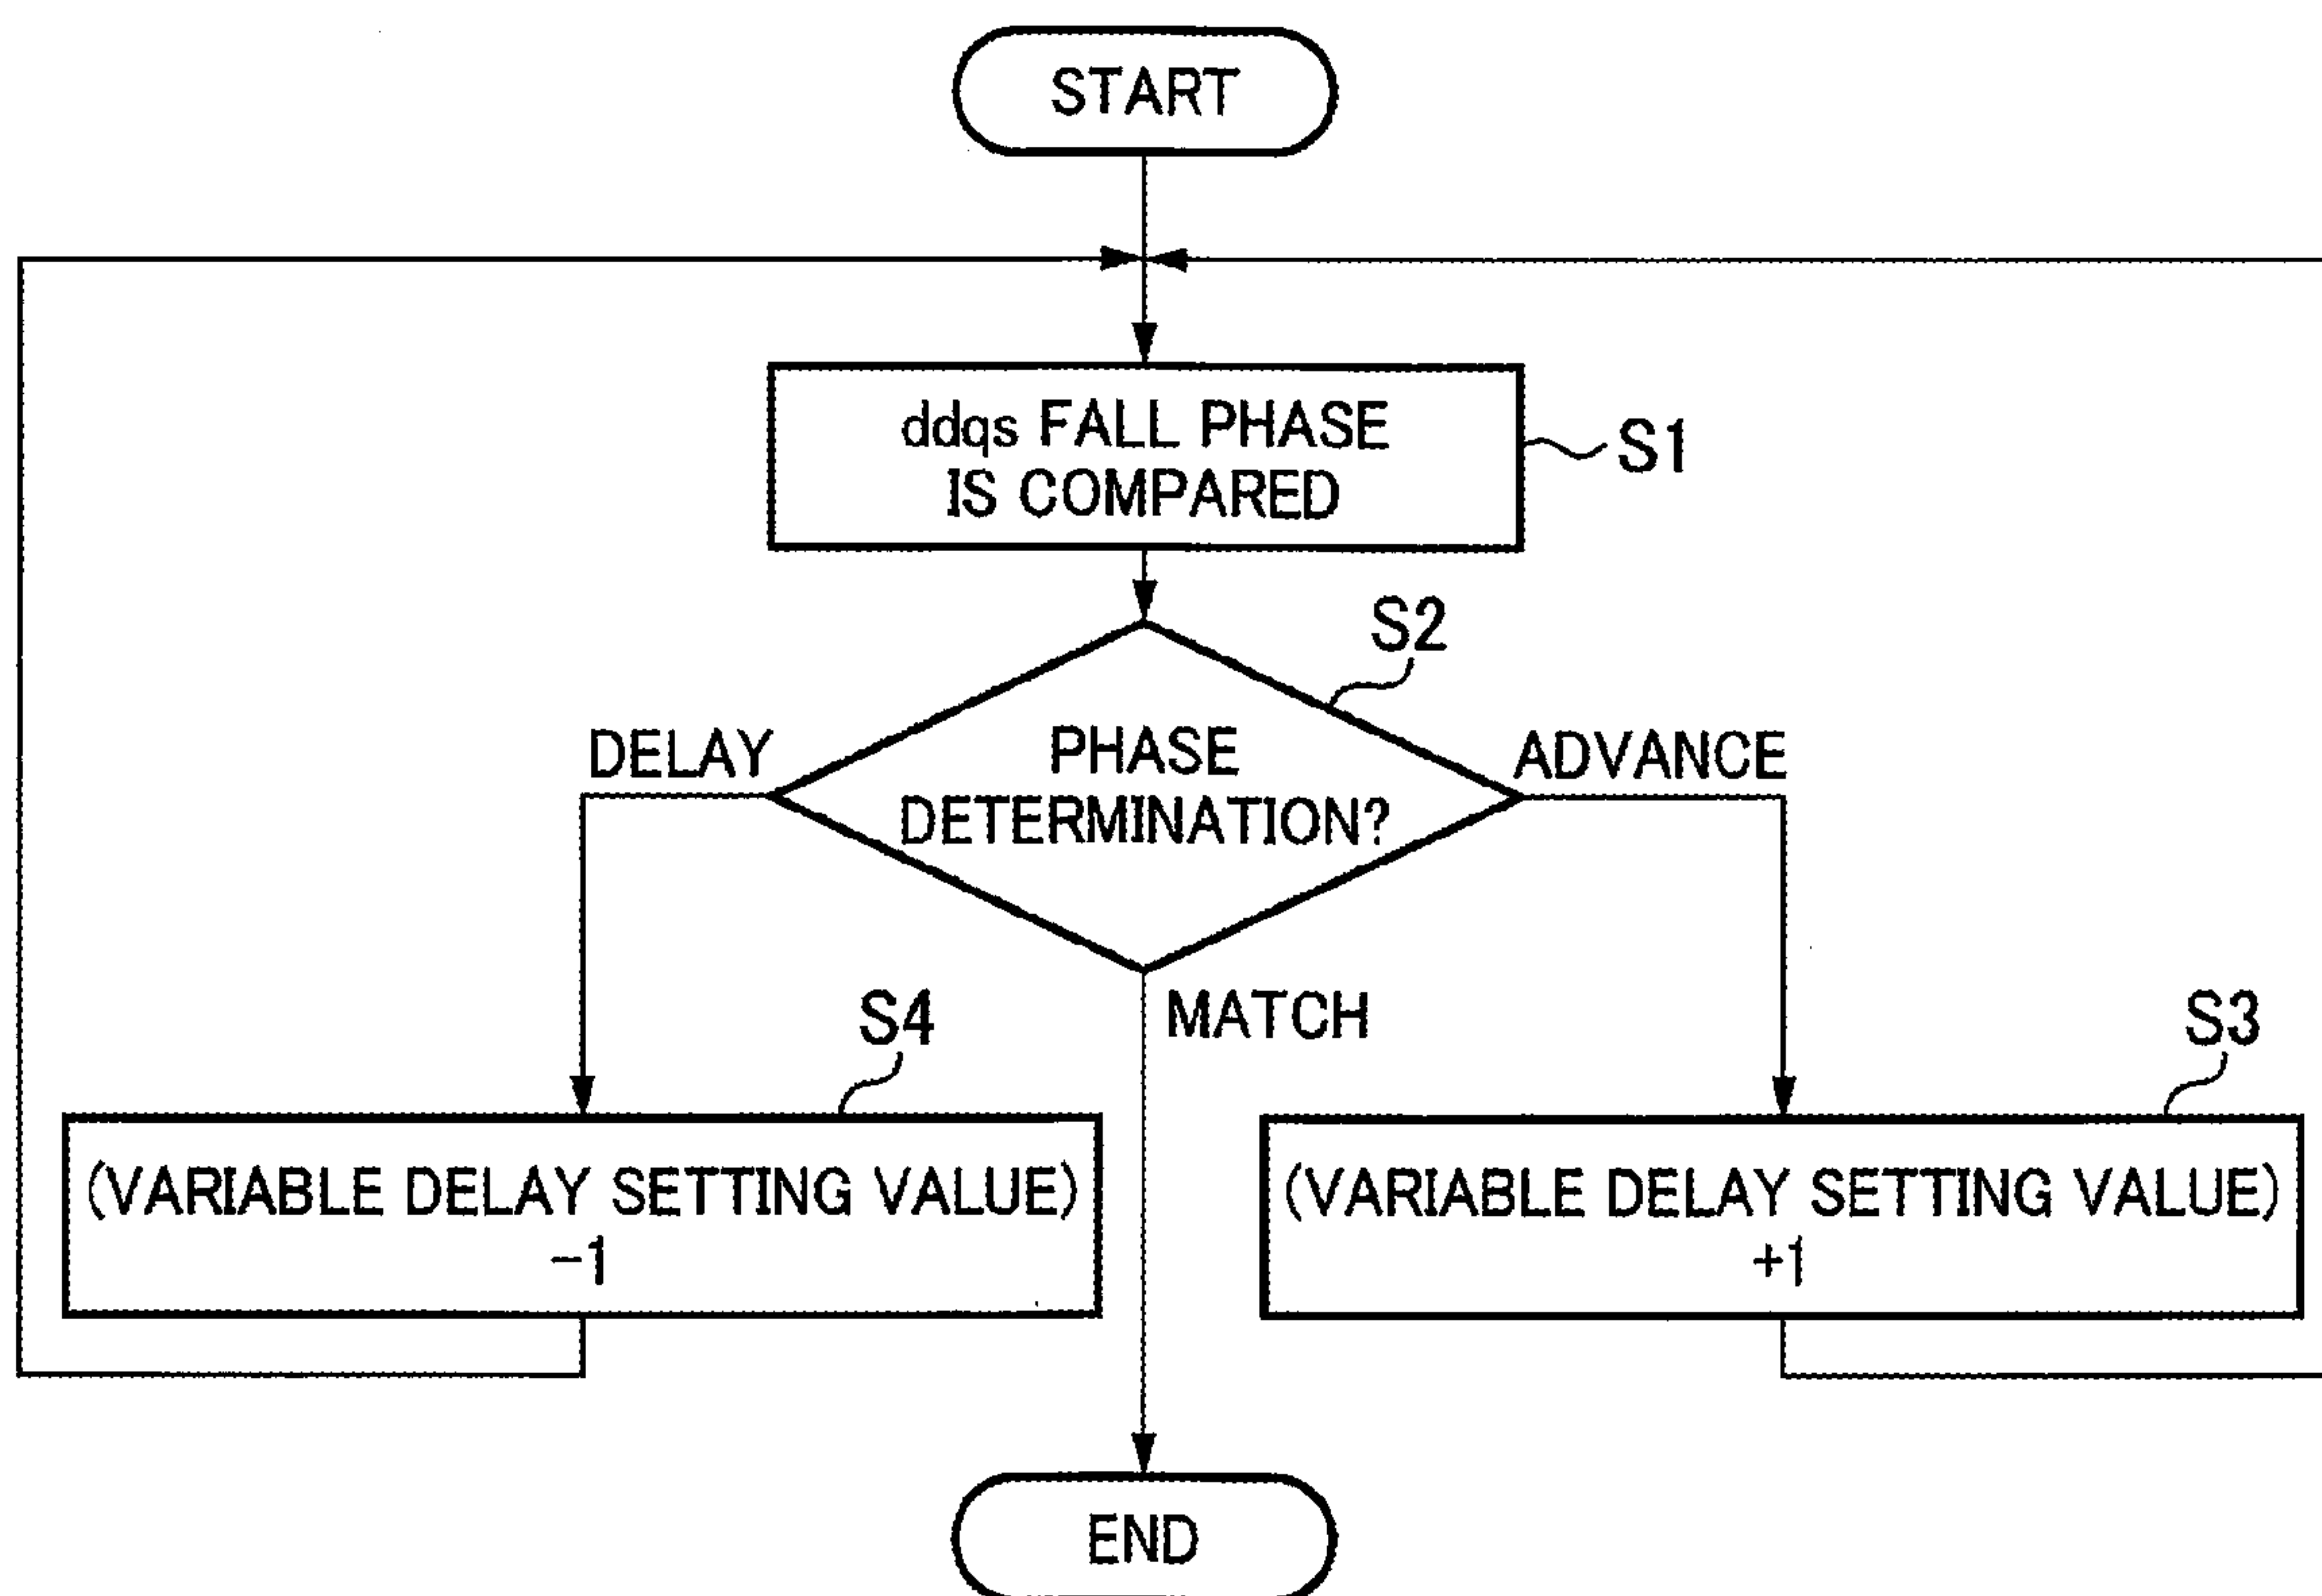 START
ddqs FALL PHASE
IS COMPARED
S1
S2
PHASE
DETERMINATION?
DELAY
ADVANCE
MATCH
S4
(VARIABLE DELAY SETTING VALUE)
−1
S3
(VARIABLE DELAY SETTING VALUE)
+1
END